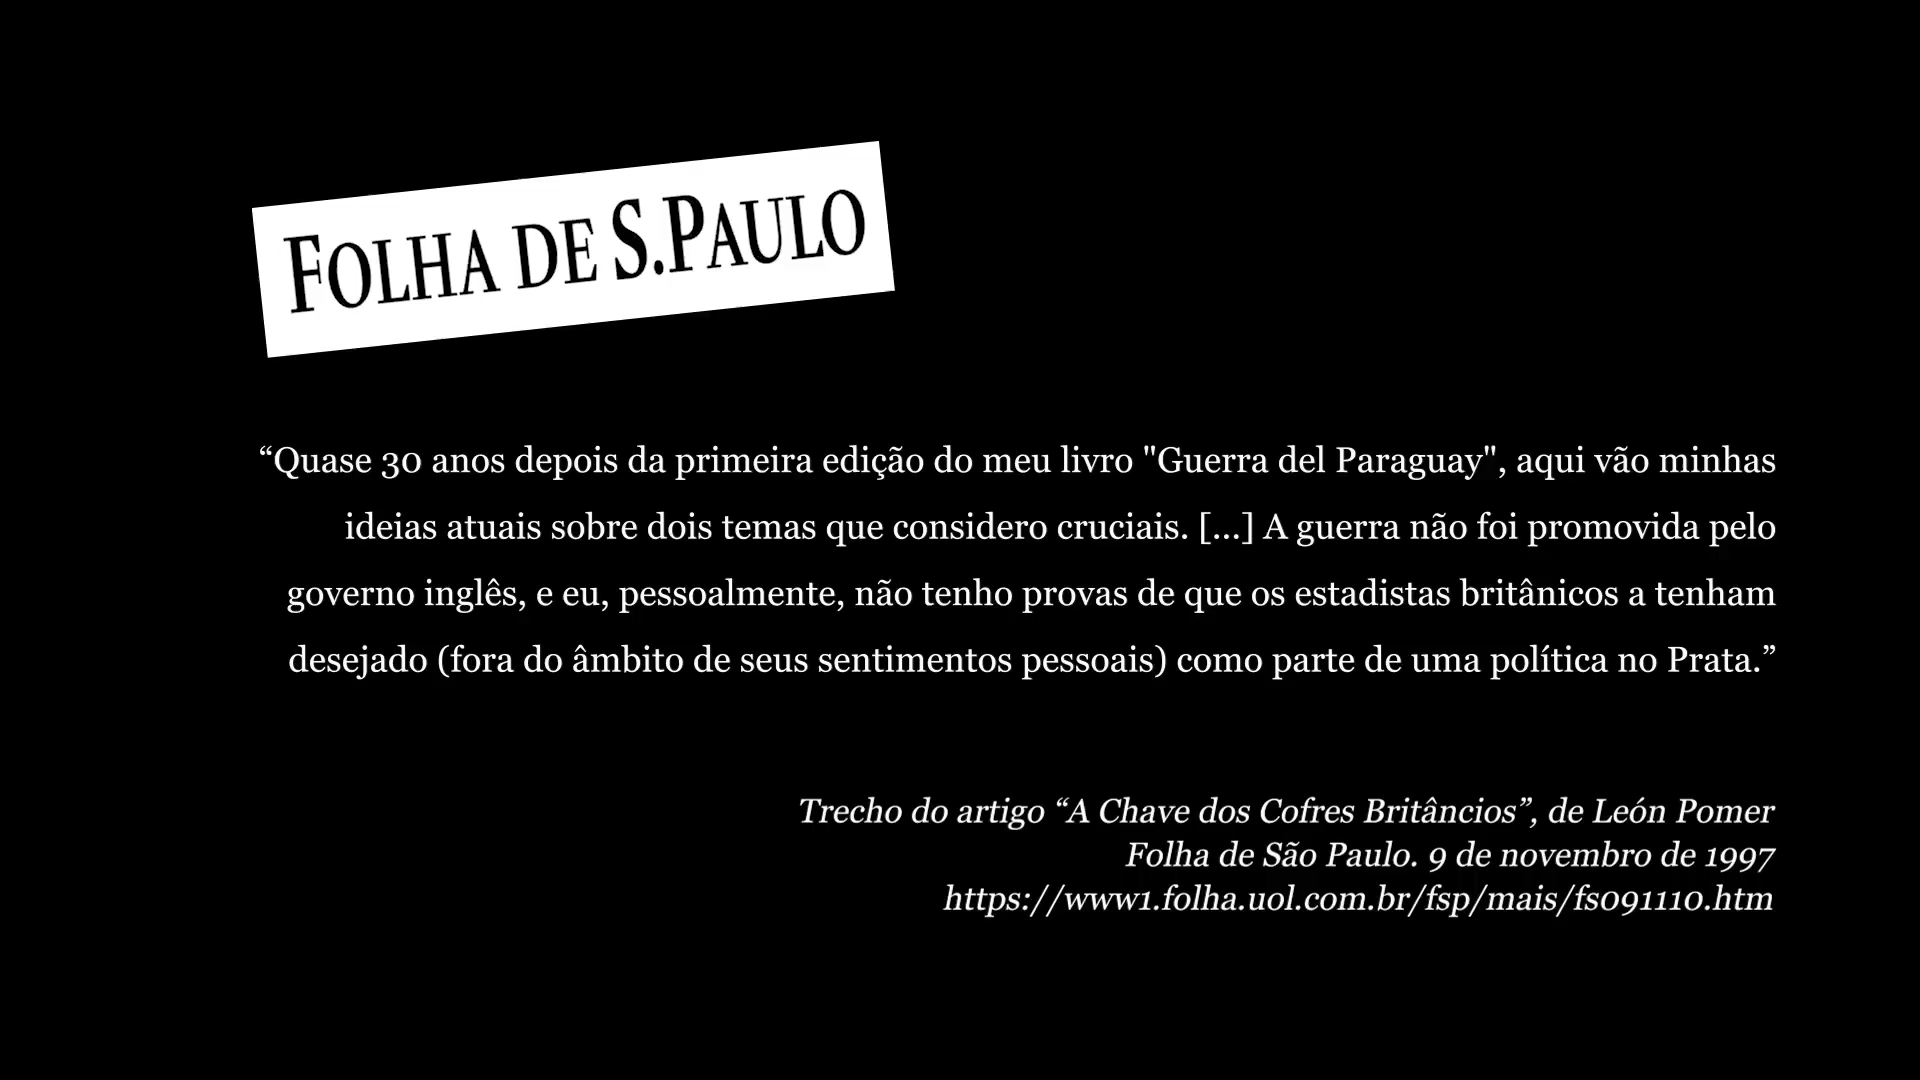 FOLHA DE S.PAULO
“Quase 30 anos depois da primeira edição do meu livro "Guerra del Paraguay", aqui vão minhas
ideias atuais sobre dois temas que considero cruciais. [...] A guerra não foi promovida pelo
governo inglês, e eu, pessoalmente, não tenho provas de que os estadistas britânicos a tenham
desejado (fora do âmbito de seus sentimentos pessoais) como parte de uma política no Prata.”
Trecho do artigo “A Chave dos Cofres Britâncios”, de León Pomer
Folha de São Paulo. 9 de novembro de 1997
https://www1.folha.uol.com.br/fsp/mais/fs091110.htm